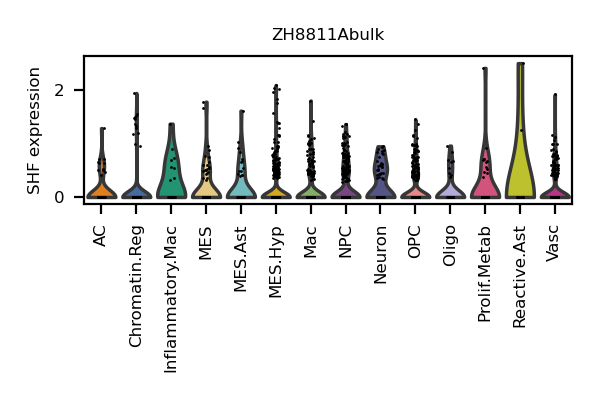 ZH8811Abulk
SHF expression
2
0
AC
Chromatin.Reg
Inflammatory.Mac
MES
MES.Ast
MES.Hyp
Mac
NPC
Neuron
OPC
Oligo
Prolif.Metab
Reactive.Ast
Vasc